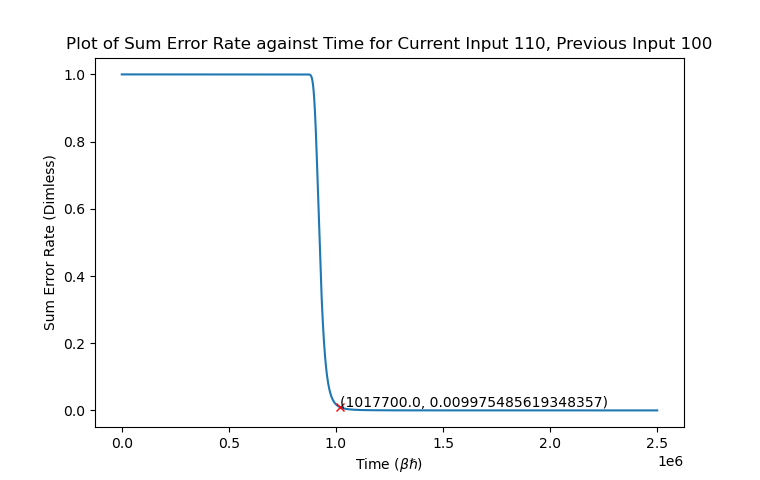 Plot of Sum Error Rate against Time for Current Input 110, Previous Input 100
Sum Error Rate (Dimless)
1.0
0.8
0.6
0.4
0.2
0.0
(1017700.0, 0.009975485619348357)
0.0 0.5 1.0 1.5 2.0 2.5
1e6
Time (βħ)